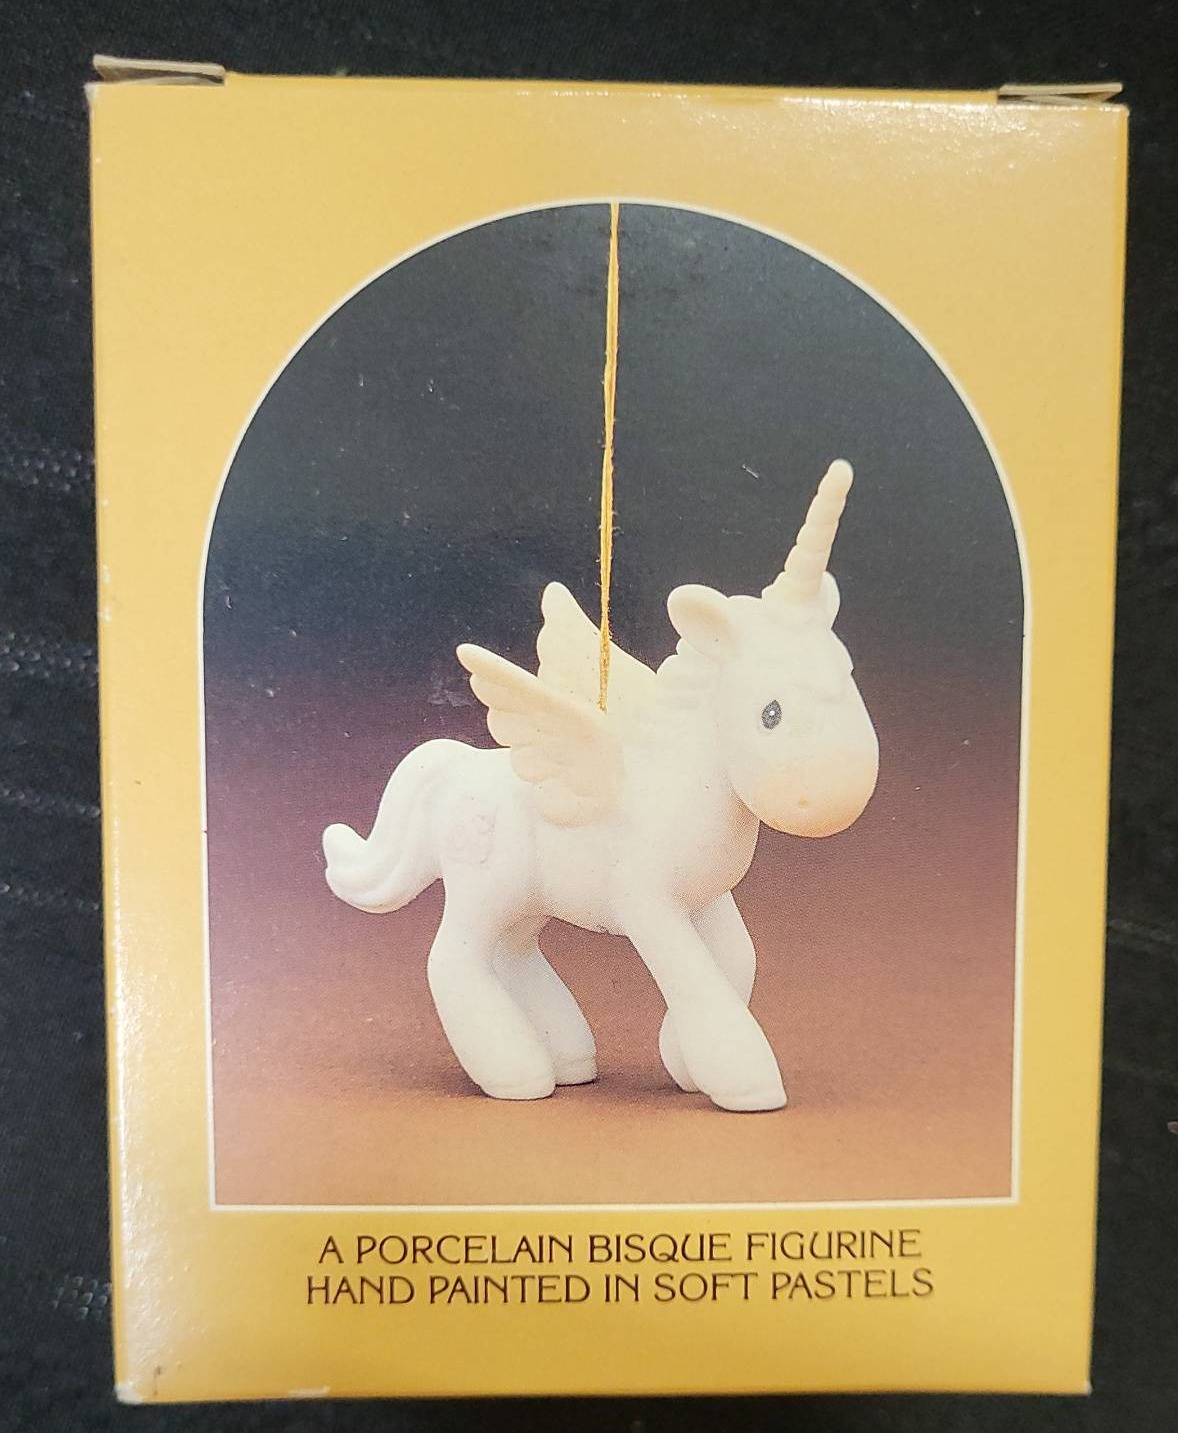 A PORCELAIN BISQUE FIGURINE
HAND PAINTED IN SOFT PASTELS